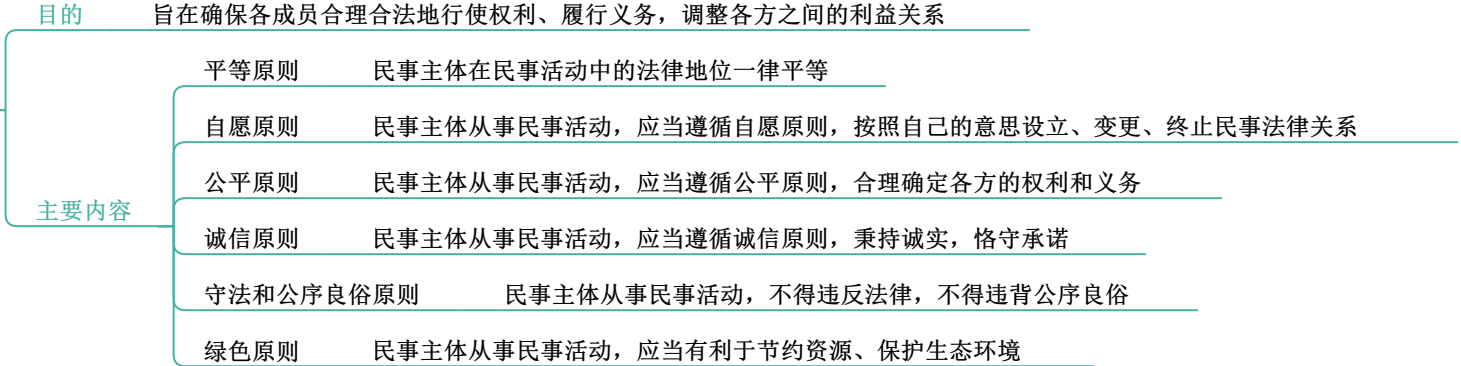 目的 旨在确保各成员合理合法地行使权利、履行义务，调整各方之间的利益关系
平等原则 民事主体在民事活动中的法律地位一律平等
自愿原则 民事主体从事民事活动，应当遵循自愿原则，按照自己的意思设立、变更、终止民事法律关系
公平原则 民事主体从事民事活动，应当遵循公平原则，合理确定各方的权利和义务
主要内容
诚信原则 民事主体从事民事活动，应当遵循诚信原则，秉持诚实，恪守承诺
守法和公序良俗原则 民事主体从事民事活动，不得违反法律，不得违背公序良俗
绿色原则 民事主体从事民事活动，应当有利于节约资源、保护生态环境